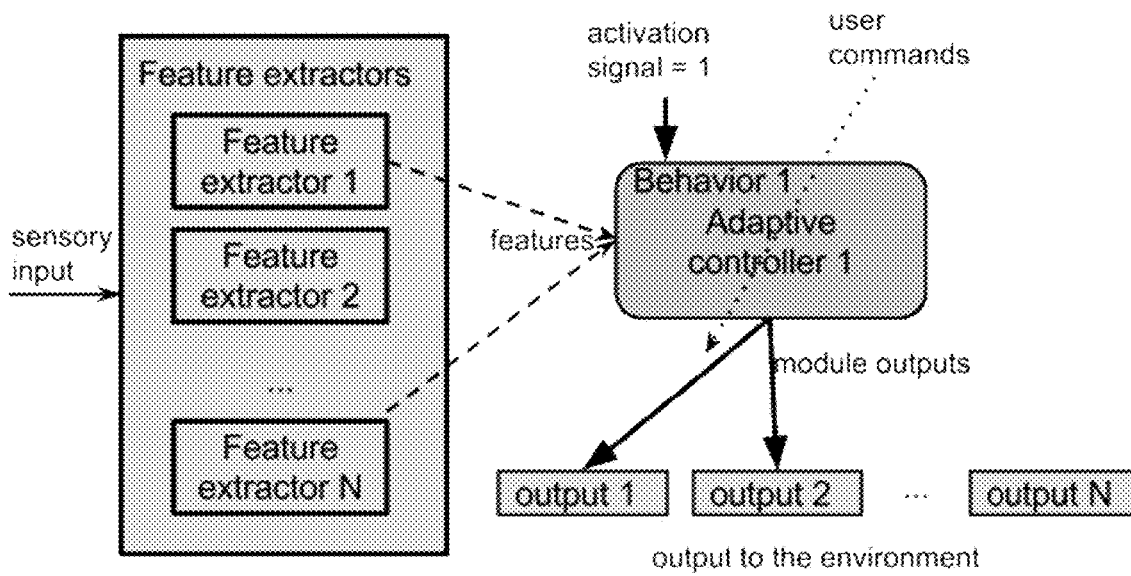 Feature extractors
Feature
extractor 1
Feature
extractor 2
...
Feature
extractor N
sensory
input
features
activation
signal = 1
user
commands
Behavior 1
Adaptive
controller 1
module outputs
output 1
output 2
...
output N
output to the environment